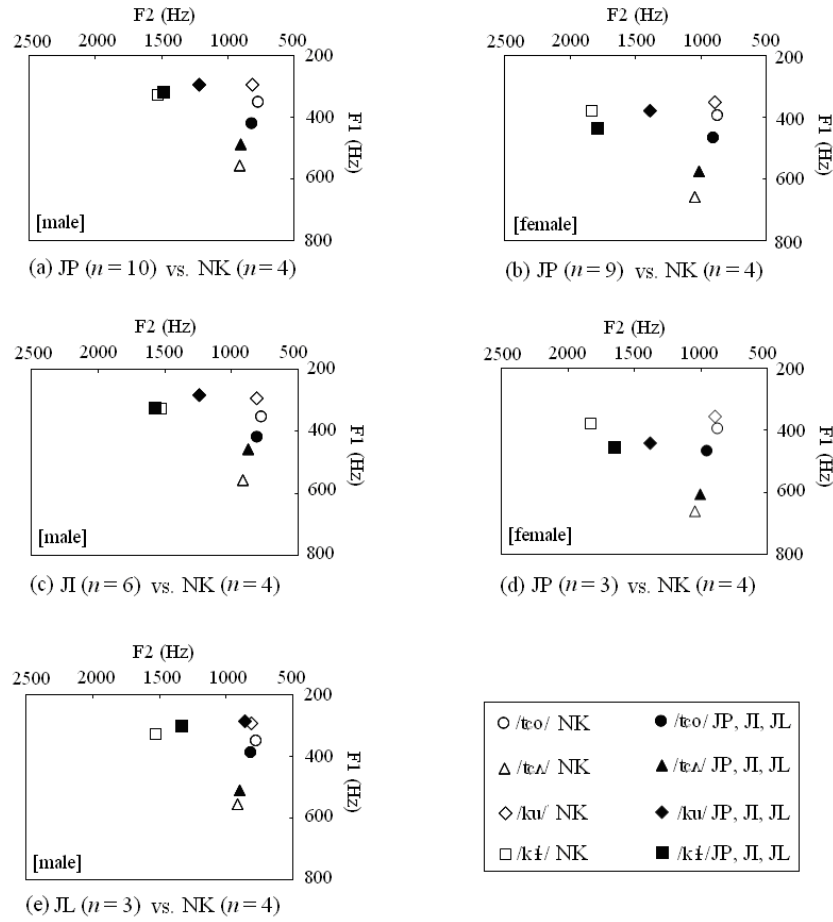 F2 (Hz)
2500 2000 1500 1000 500
200
400
600
800
F1 (Hz)
[male]
(a) JP (n = 10) vs. NK (n = 4)
F2 (Hz)
2500 2000 1500 1000 500
200
400
600
800
F1 (Hz)
[female]
(b) JP (n = 9) vs. NK (n = 4)
F2 (Hz)
2500 2000 1500 1000 500
200
400
600
800
F1 (Hz)
[male]
(c) JI (n = 6) vs. NK (n = 4)
F2 (Hz)
2500 2000 1500 1000 500
200
400
600
800
F1 (Hz)
[female]
(d) JP (n = 3) vs. NK (n = 4)
F2 (Hz)
2500 2000 1500 1000 500
200
400
600
800
F1 (Hz)
[male]
(e) JL (n = 3) vs. NK (n = 4)
/tɕo/ NK
/tɕo/ JP, JI, JL
/tɕʌ/ NK
/tɕʌ/ JP, JI, JL
/ku/ NK
/ku/ JP, JI, JL
/kɨ/ NK
/kɨ/ JP, JI, JL